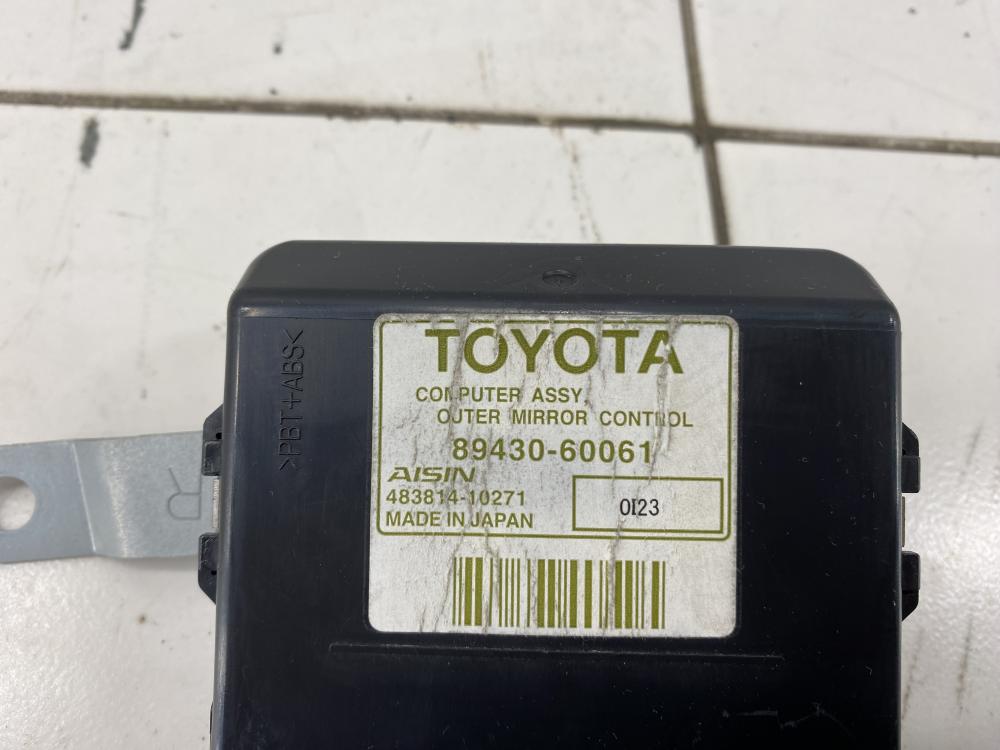 TOYOTA
COMPUTER ASSY,
OUTER MIRROR CONTROL
89430-60061
AISIN
483814-10271
MADE IN JAPAN
0I23
>PBT+ABS<
R